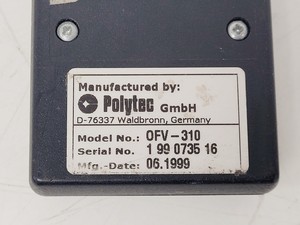 Manufactured by:
Polytec GmbH
D-76337 Waldbronn, Germany
Model No.: OFV-310
Serial No. 1 99 0735 16
Mfg.-Date: 06.1999